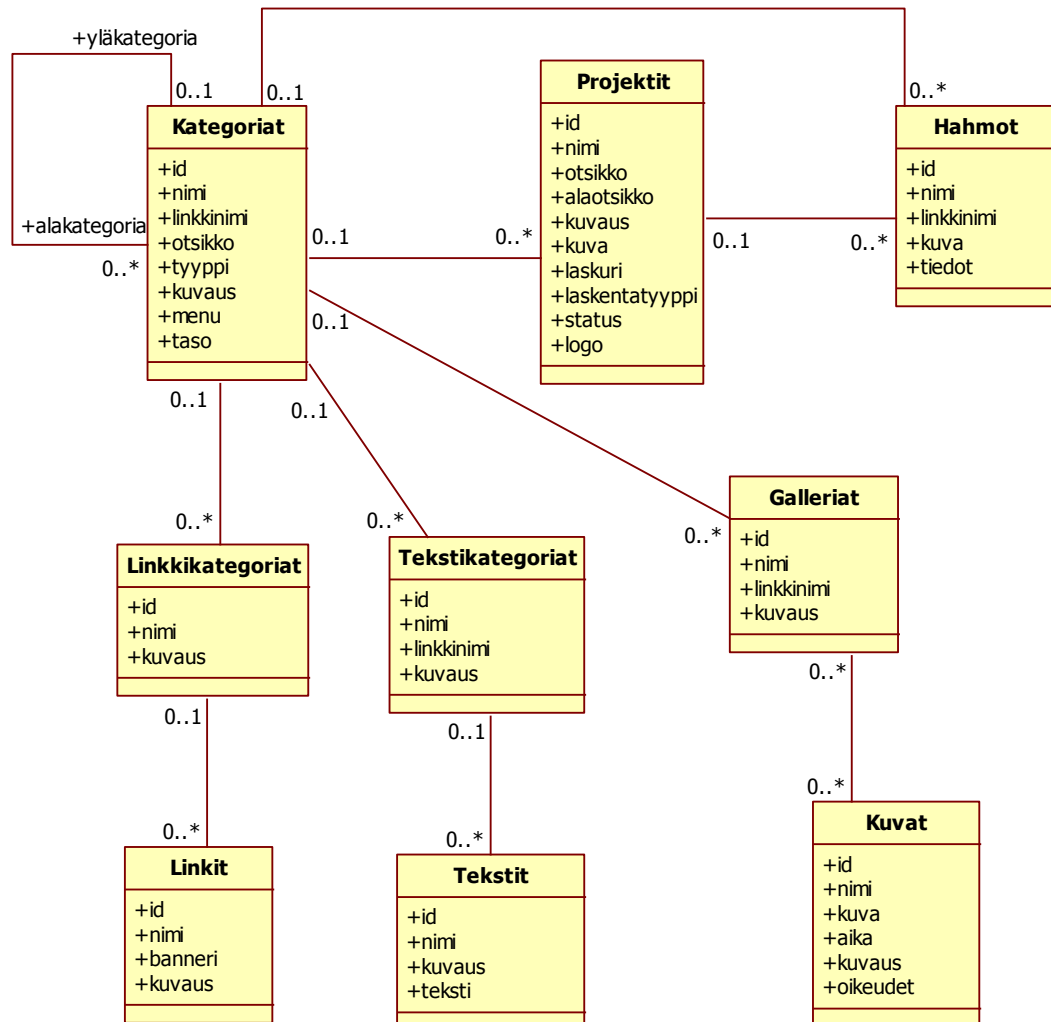 +yläkategoria
0..1
0..1
0..*
Kategoriat
+id
+nimi
+linkkinimi
+otsikko
+tyyppi
+kuvaus
+menu
+taso
+alakategoria
0..*
Projektit
+id
+nimi
+otsikko
+alaotsikko
+kuvaus
+kuva
+laskuri
+laskentatyyppi
+status
+logo
Hahmot
+id
+nimi
+linkkinimi
+kuva
+tiedot
0..1
0..*
0..1
0..*
0..1
0..1
0..1
0..*
0..*
0..*
Linkkikategoriat
+id
+nimi
+kuvaus
Tekstikategoriat
+id
+nimi
+linkkinimi
+kuvaus
Galleriat
+id
+nimi
+linkkinimi
+kuvaus
0..1
0..1
0..*
0..*
0..*
0..*
Linkit
+id
+nimi
+banneri
+kuvaus
Tekstit
+id
+nimi
+kuvaus
+teksti
Kuvat
+id
+nimi
+kuva
+aika
+kuvaus
+oikeudet